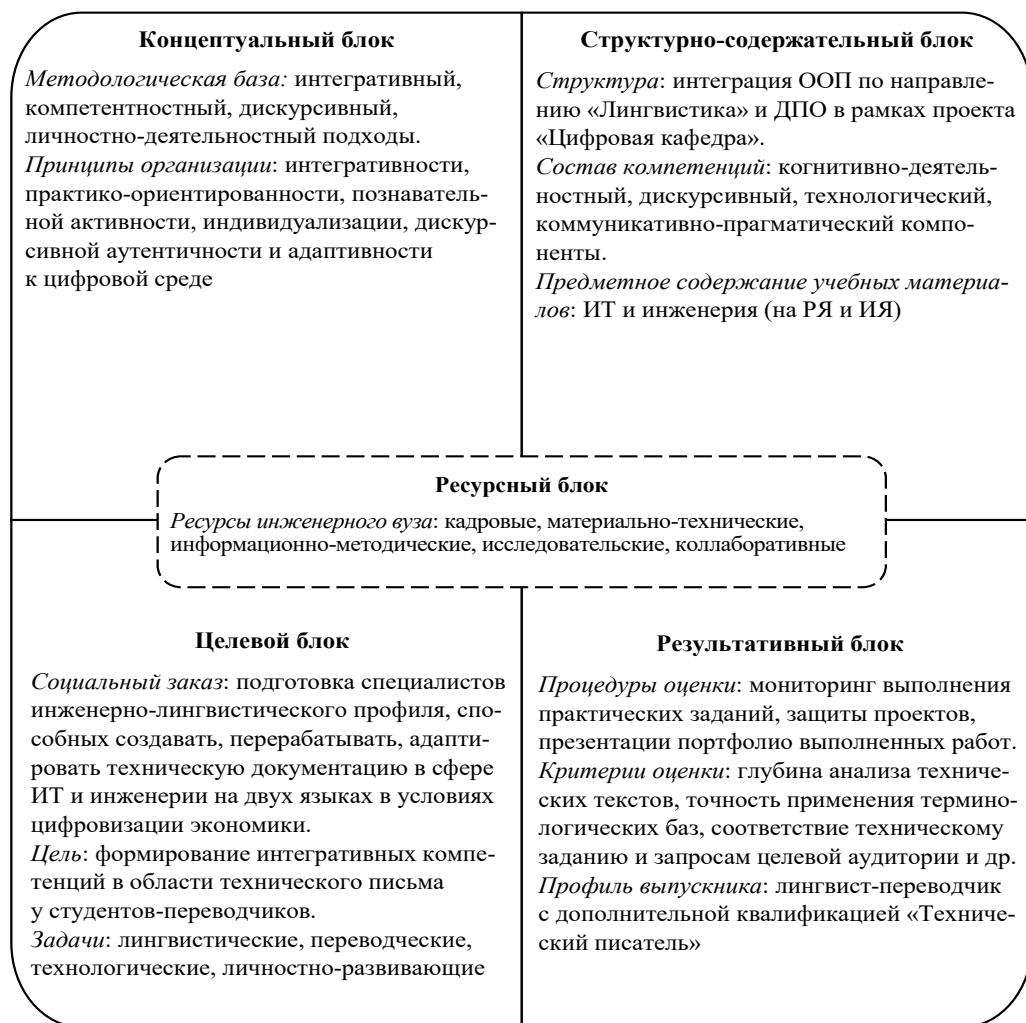 Концептуальный блок
Методологическая база: интегративный,
компетентностный, дискурсивный,
личностно-деятельностный подходы.
Принципы организации: интегративности,
практико-ориентированности, познаватель-
ной активности, индивидуализации, дискур-
сивной аутентичности и адаптивности
к цифровой среде
Структурно-содержательный блок
Структура: интеграция ООП по направле-
нию «Лингвистика» и ДПО в рамках проекта
«Цифровая кафедра».
Состав компетенций: когнитивно-деятель-
ностный, дискурсивный, технологический,
коммуникативно-прагматический компо-
ненты.
Предметное содержание учебных материа-
лов: ИТ и инженерия (на РЯ и ИЯ)
Ресурсный блок
Ресурсы инженерного вуза: кадровые, материально-технические,
информационно-методические, исследовательские, коллаборативные
Целевой блок
Социальный заказ: подготовка специалистов
инженерно-лингвистического профиля, спо-
собных создавать, перерабатывать, адапти-
ровать техническую документацию в сфере
ИТ и инженерии на двух языках в условиях
цифровизации экономики.
Цель: формирование интегративных компе-
тенций в области технического письма
у студентов-переводчиков.
Задачи: лингвистические, переводческие,
технологические, личностно-развивающие
Результативный блок
Процедуры оценки: мониторинг выполнения
практических заданий, защиты проектов,
презентации портфолио выполненных работ.
Критерии оценки: глубина анализа техниче-
ских текстов, точность применения термино-
логических баз, соответствие техническому
заданию и запросам целевой аудитории и др.
Профиль выпускника: лингвист-переводчик
с дополнительной квалификацией «Техниче-
ский писатель»